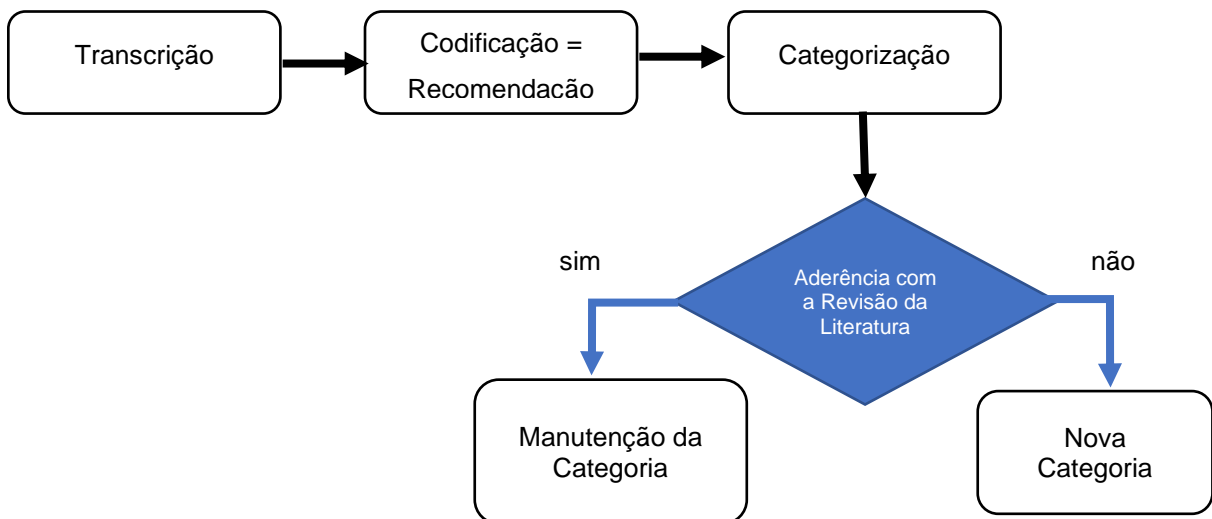 Transcrição
Codificação =
Recomendacão
Categorização
sim
não
Aderência com
a Revisão da
Literatura
Manutenção da
Categoria
Nova
Categoria